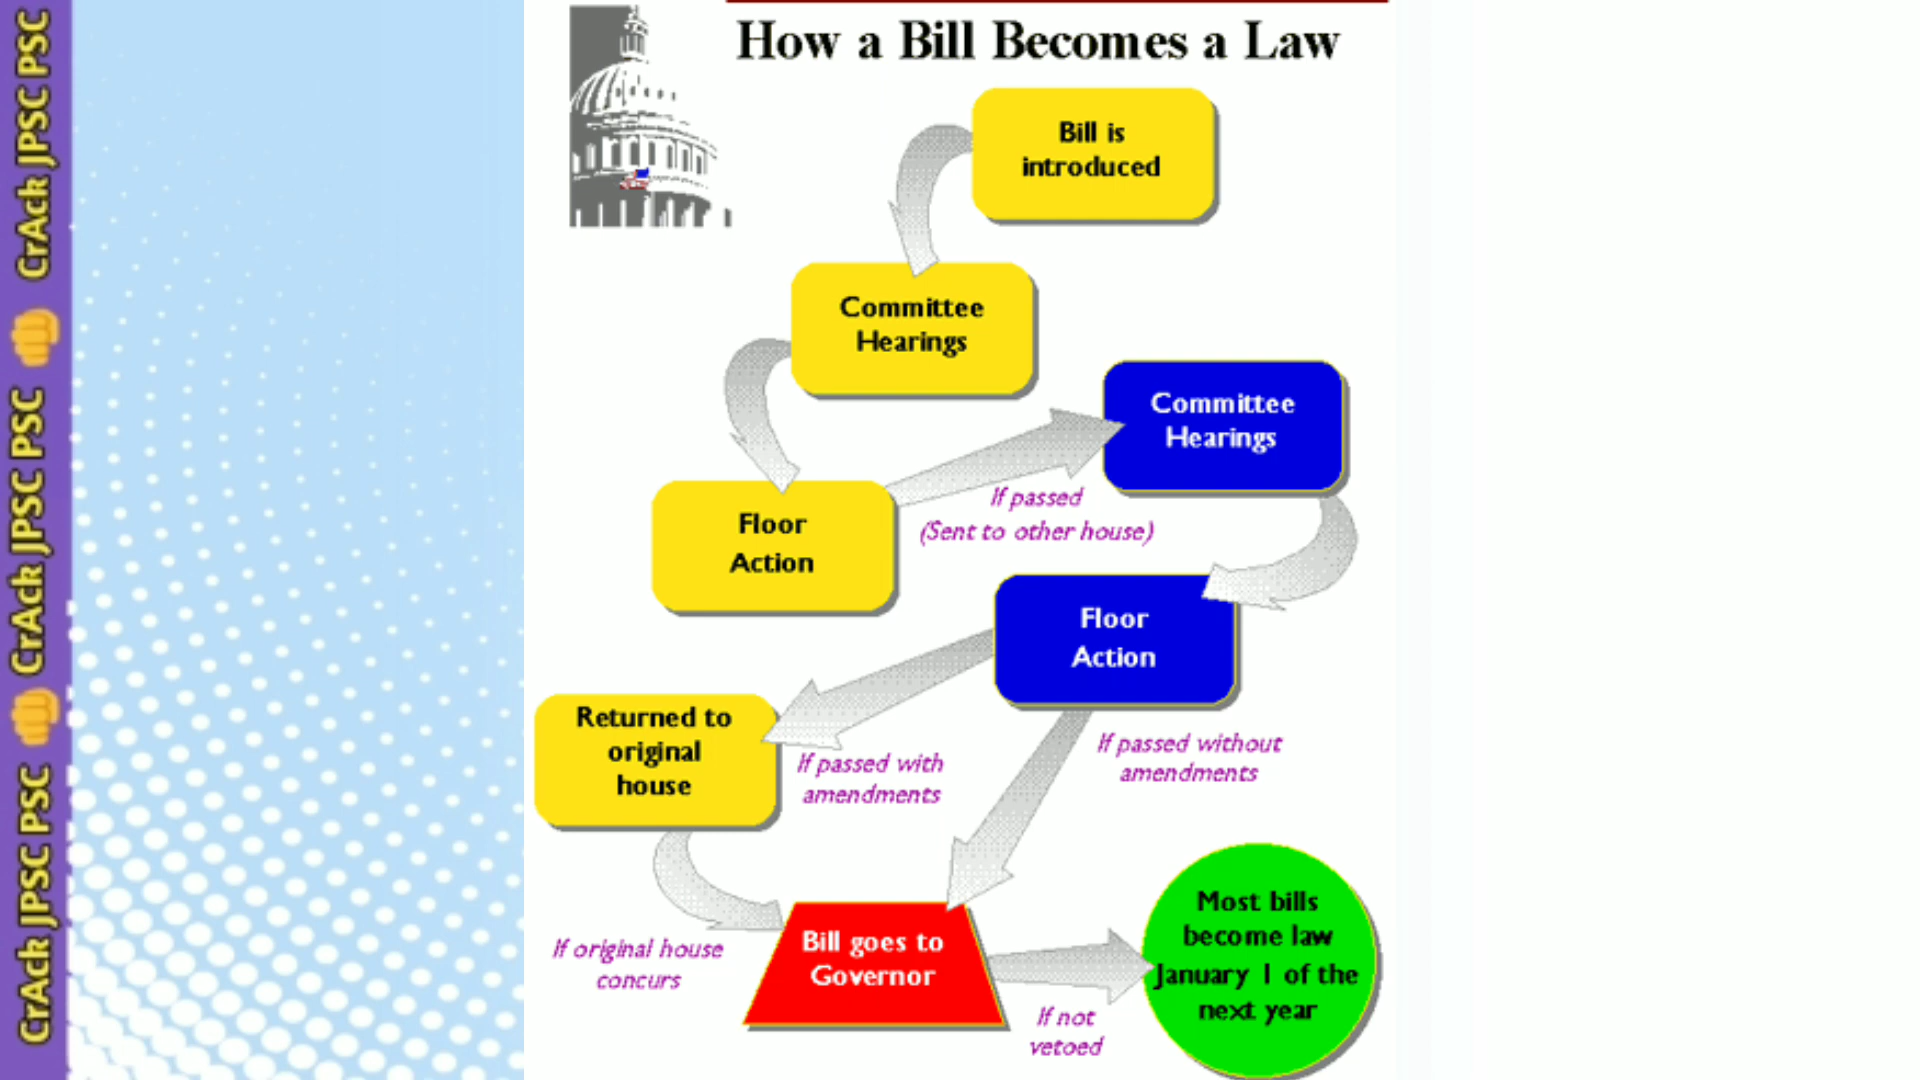 How a Bill Becomes a Law
Bill is
introduced
Committee
Hearings
Committee
Hearings
If passed
(Sent to other house)
Floor
Action
Floor
Action
Returned to
original
house
If passed with
amendments
If passed without
amendments
If original house
concurs
Bill goes to
Governor
If not
vetoed
Most bills
become law
January 1 of the
next year
CrAck JPSC PSC 👊 CrAck JPSC PSC 👊 CrAck JPSC PSC